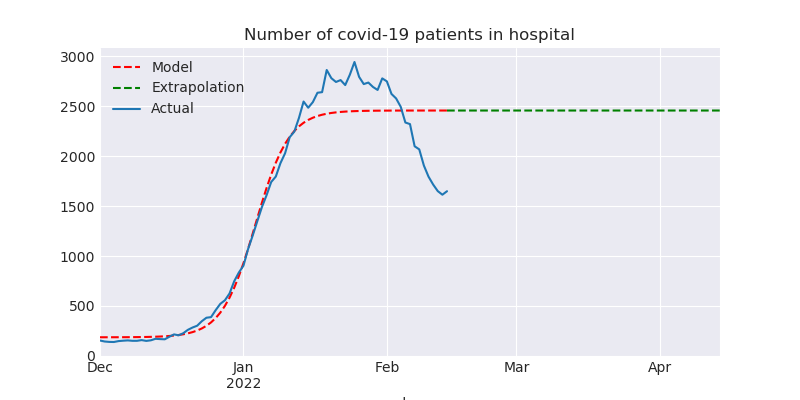 Number of covid-19 patients in hospital
3000
2500
2000
1500
1000
500
0
Model
Extrapolation
Actual
Dec
Jan
2022
Feb
Mar
Apr